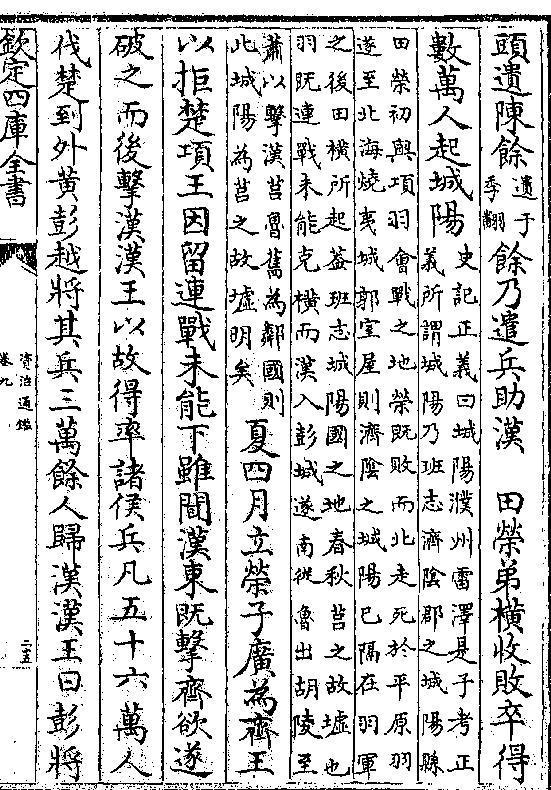 頭遺陳餘遺于季翻餘乃遣兵助漢　田榮弟横收敗卒得
數萬人起城陽史記正義曰城陽濮州雷澤是予考正義所謂城陽乃班志濟陰郡之城陽縣
田榮初與項羽會戰之地榮既敗而北走死於平原羽
遂至北海燒夷城郭室屋則濟陰之城陽已隔在羽軍
之後田横所起蓋班志城陽國之地春秋莒之故墟也
羽既連戰未能克横而漢入彭城遂南從魯出胡陵至
蕭以擊漢莒魯舊為鄰國則
此城陽為莒之故墟明矣夏四月立榮子廣為齊王
以拒楚項王因留連戰未能下雖聞漢東既擊齊欲遂
破之而後擊漢漢王以故得率諸侯兵凡五十六萬人
伐楚到外黄彭越將其兵三萬餘人歸漢漢王曰彭將
欽定四庫全書
資治通鑑
卷九
二五